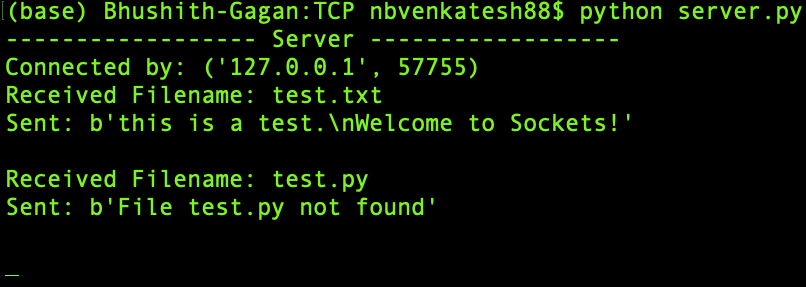 (base) Bhushith-Gagan:TCP nbvenkatesh88$ python server.py
------------------ Server ------------------
Connected by: ('127.0.0.1', 57755)
Received Filename: test.txt
Sent: b'this is a test.\nWelcome to Sockets!'
Received Filename: test.py
Sent: b'File test.py not found'